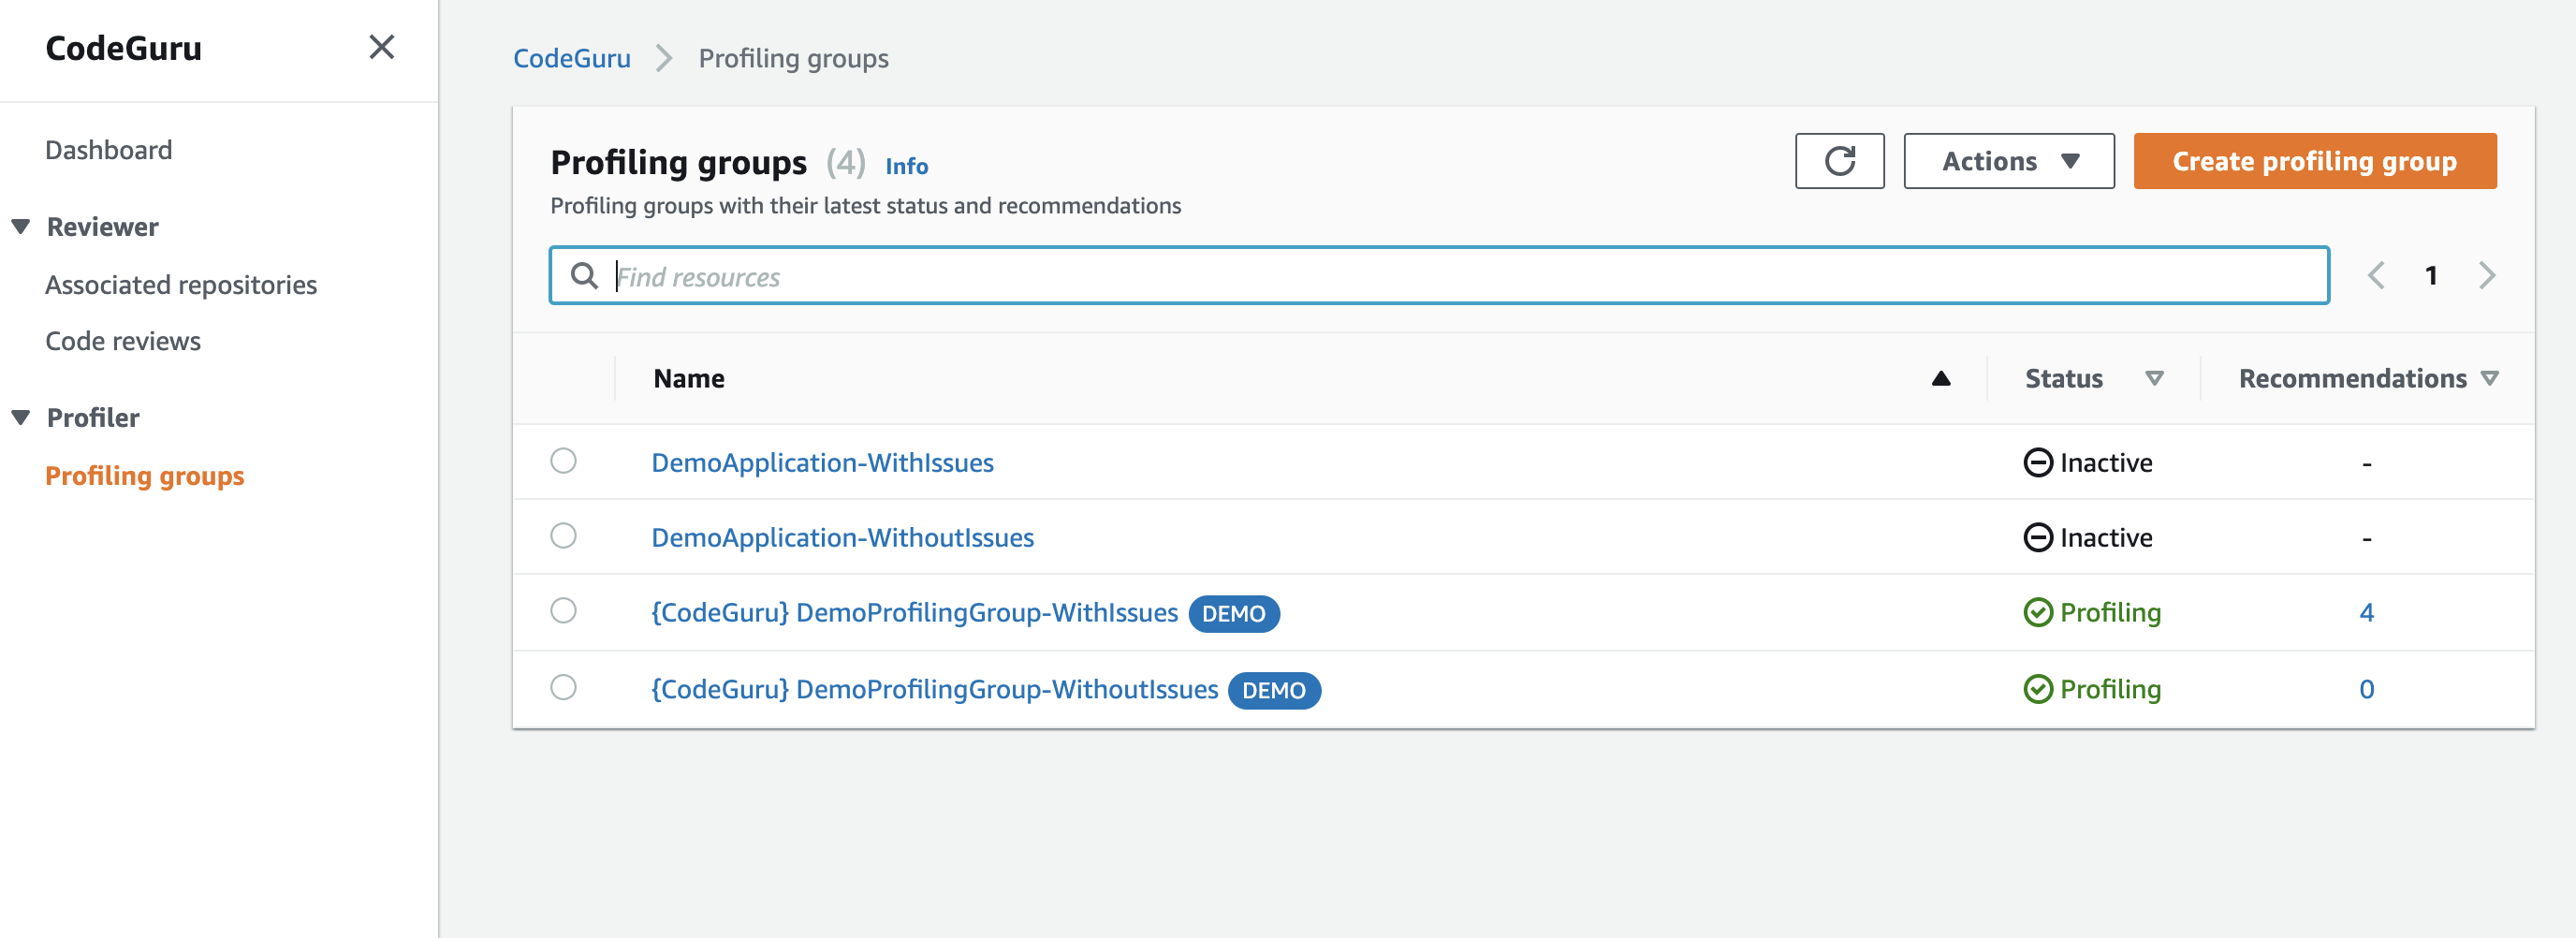 CodeGuru
Dashboard
Reviewer
Associated repositories
Code reviews
Profiler
Profiling groups
CodeGuru Profiling groups
Profiling groups (4) Info
Profiling groups with their latest status and recommendations
Actions
Create profiling group
Find resources
1
Name Status Recommendations
DemoApplication-WithIssues Inactive -
DemoApplication-WithoutIssues Inactive -
{CodeGuru} DemoProfilingGroup-WithIssues DEMO Profiling 4
{CodeGuru} DemoProfilingGroup-WithoutIssues DEMO Profiling 0